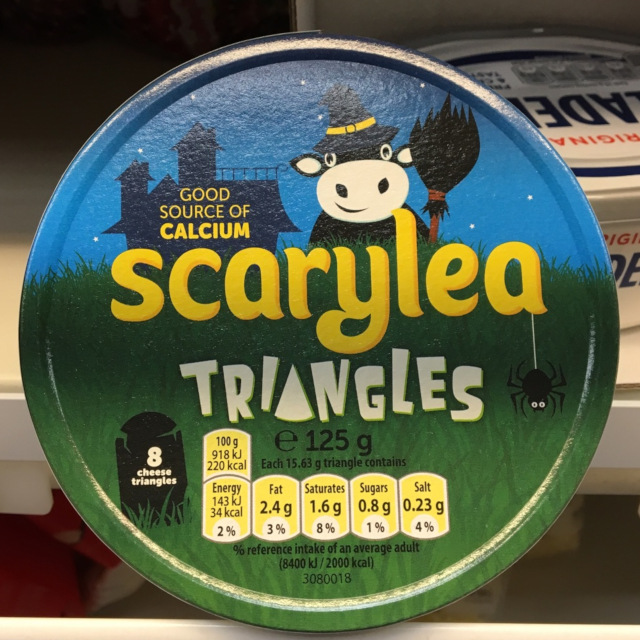 GOOD
SOURCE OF
CALCIUM
scarylea
TRIANGLES
8
cheese
triangles
100 g
918 kJ
220 kcal
e 125 g
Each 15.63 g triangle contains
Energy
143 kJ
34 kcal
2%
Fat
2.4 g
3%
Saturates
1.6 g
8%
Sugars
0.8 g
1%
Salt
0.23 g
4%
% reference intake of an average adult
(8400 kJ / 2000 kcal)
3080018